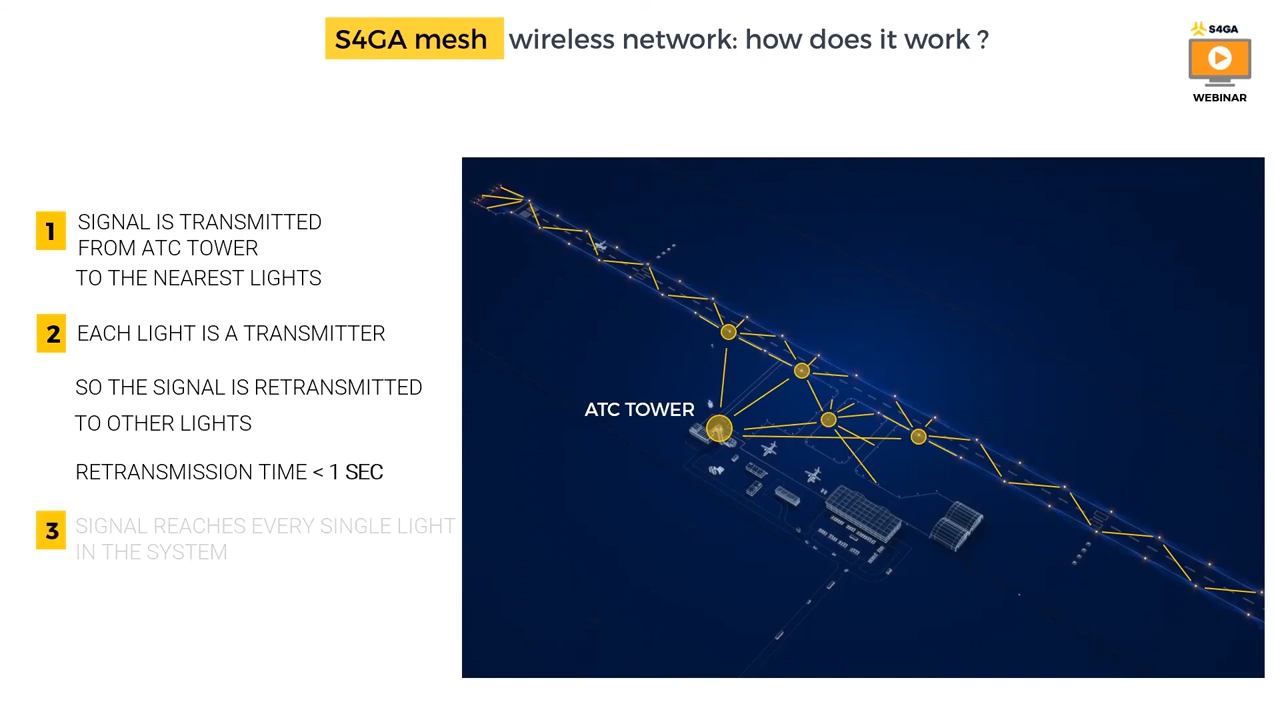 S4GA mesh wireless network: how does it work ?
S4GA
WEBINAR
1 SIGNAL IS TRANSMITTED
FROM ATC TOWER
TO THE NEAREST LIGHTS
2 EACH LIGHT IS A TRANSMITTER
SO THE SIGNAL IS RETRANSMITTED
TO OTHER LIGHTS
RETRANSMISSION TIME < 1 SEC
3 SIGNAL REACHES EVERY SINGLE LIGHT
IN THE SYSTEM
ATC TOWER